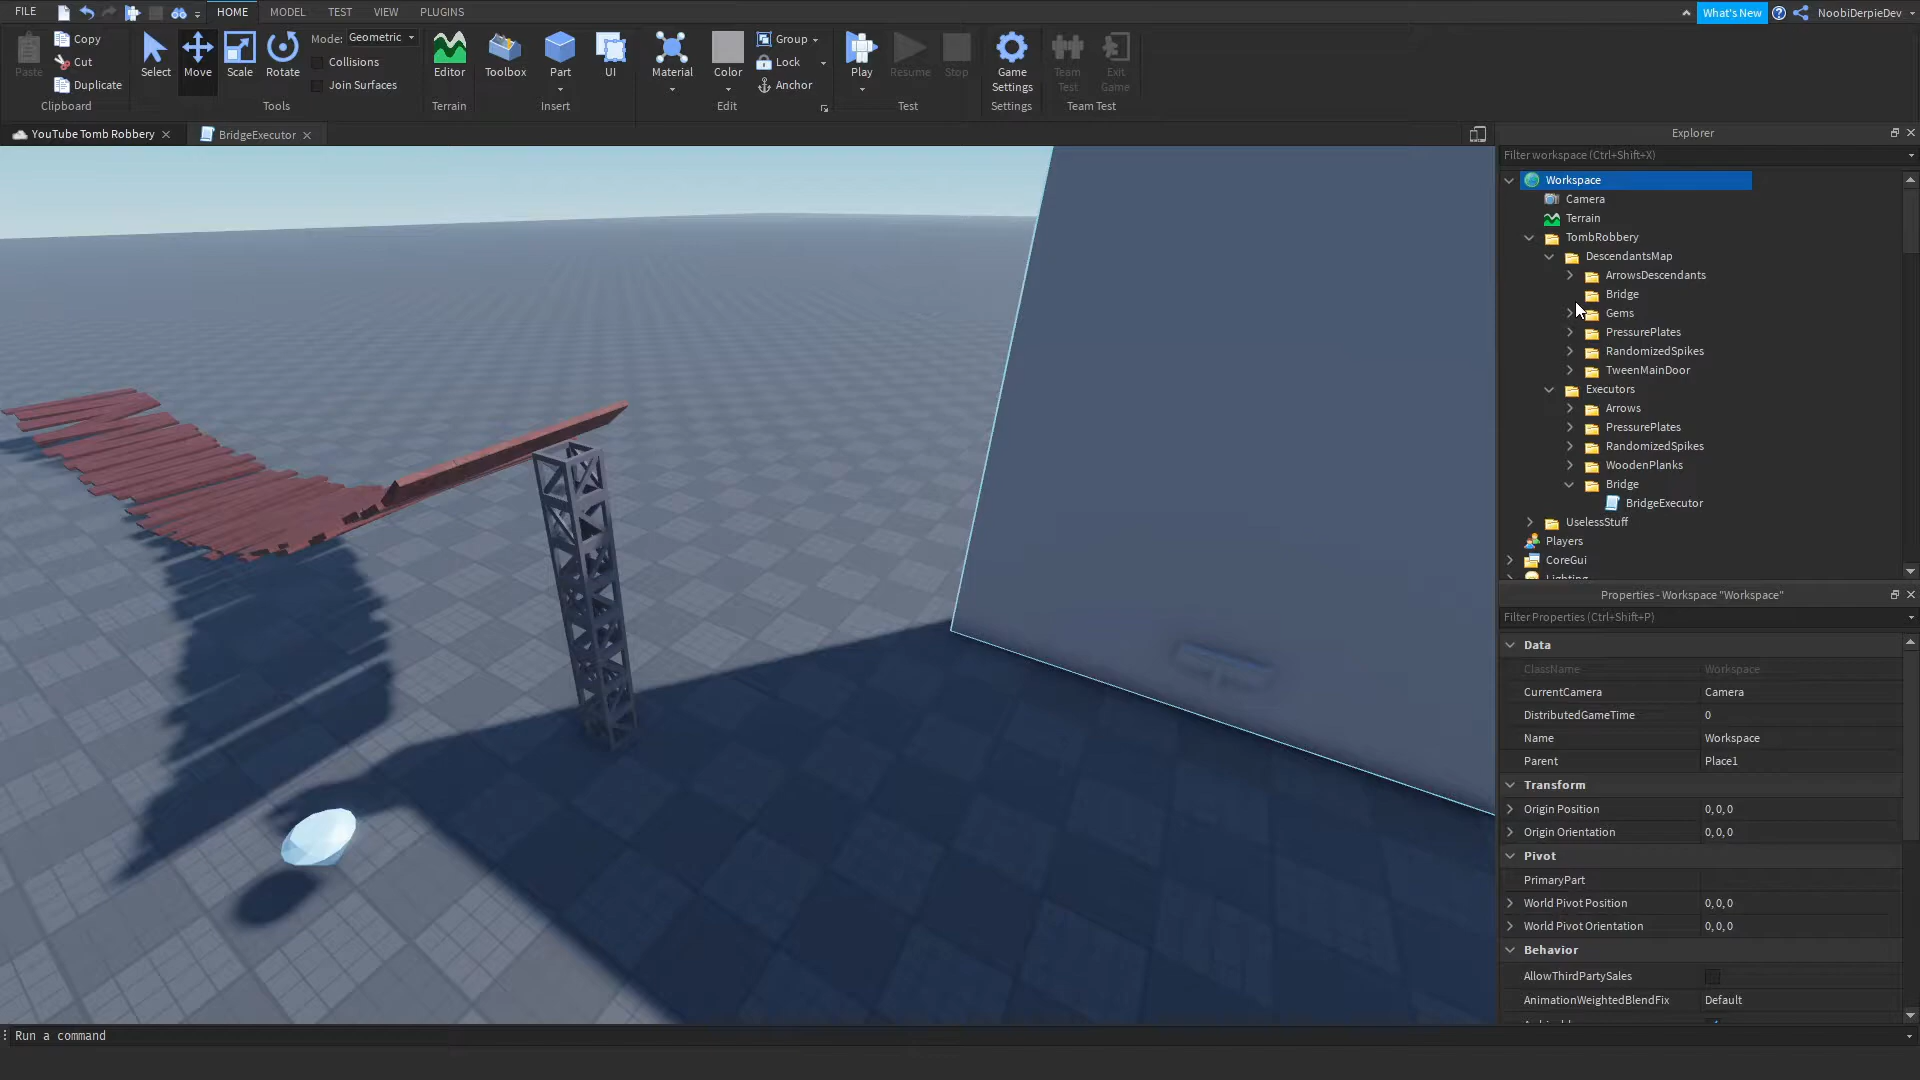 FILE HOME MODEL TEST VIEW PLUGINS What's New NoobiDerpieDev
Paste Copy Cut Duplicate Clipboard
Select Move Scale Rotate Mode: Geometric Collisions Join Surfaces Tools
Editor Terrain
Toolbox Part UI Insert
Material Color Group Lock Anchor Edit
Play Resume Stop Test
Game Settings Settings
Team Test Exit Game Team Test
YouTube Tomb Robbery BridgeExecutor
Explorer
Filter workspace (Ctrl+Shift+X)
Workspace
Camera
Terrain
TombRobbery
DescendantsMap
ArrowsDescendants
Bridge
Gems
PressurePlates
RandomizedSpikes
TweenMainDoor
Executors
Arrows
PressurePlates
RandomizedSpikes
WoodenPlanks
Bridge
BridgeExecutor
UselessStuff
Players
CoreGui
Lighting
Properties - Workspace "Workspace"
Filter Properties (Ctrl+Shift+P)
Data
ClassName Workspace
CurrentCamera Camera
DistributedGameTime 0
Name Workspace
Parent Place1
Transform
Origin Position 0, 0, 0
Origin Orientation 0, 0, 0
Pivot
PrimaryPart
World Pivot Position 0, 0, 0
World Pivot Orientation 0, 0, 0
Behavior
AllowThirdPartySales
AnimationWeightedBlendFix Default
Run a command